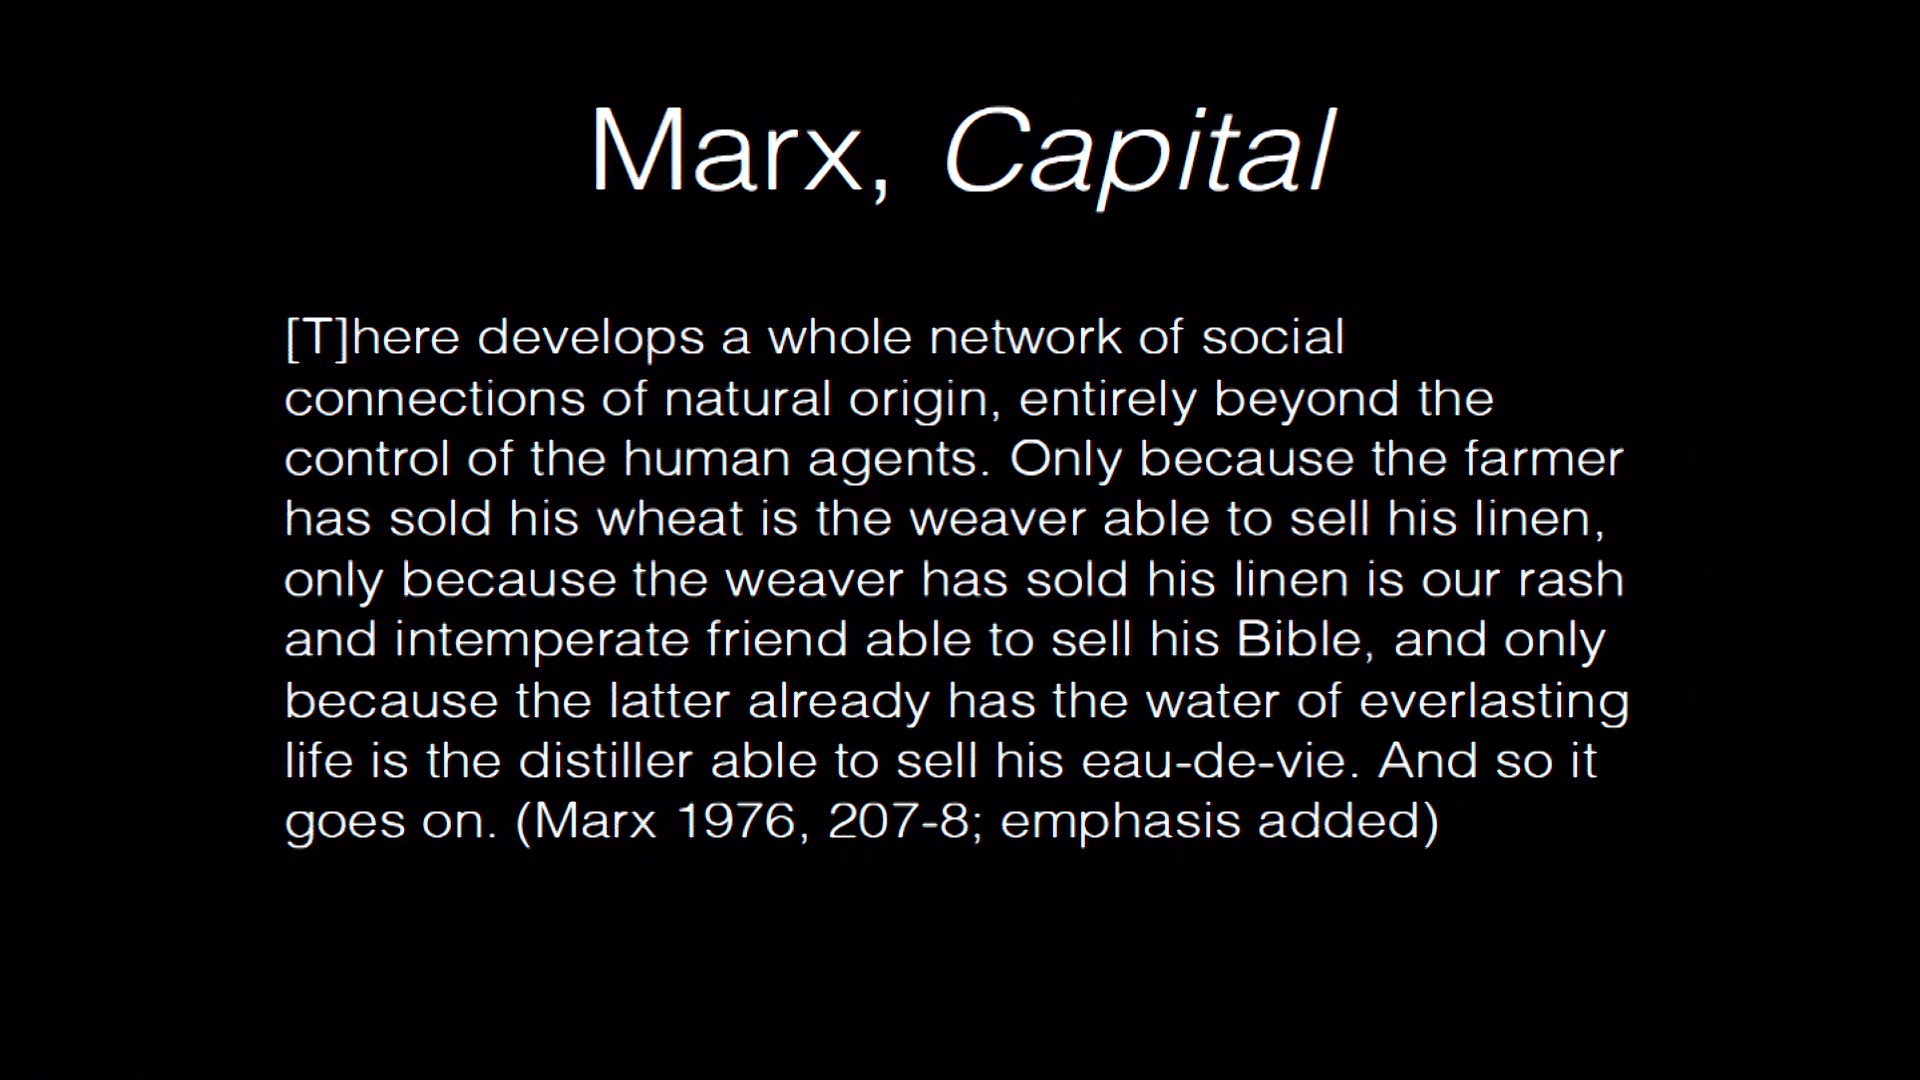 Marx, Capital
[T]here develops a whole network of social
connections of natural origin, entirely beyond the
control of the human agents. Only because the farmer
has sold his wheat is the weaver able to sell his linen,
only because the weaver has sold his linen is our rash
and intemperate friend able to sell his Bible, and only
because the latter already has the water of everlasting
life is the distiller able to sell his eau-de-vie. And so it
goes on. (Marx 1976, 207-8; emphasis added)